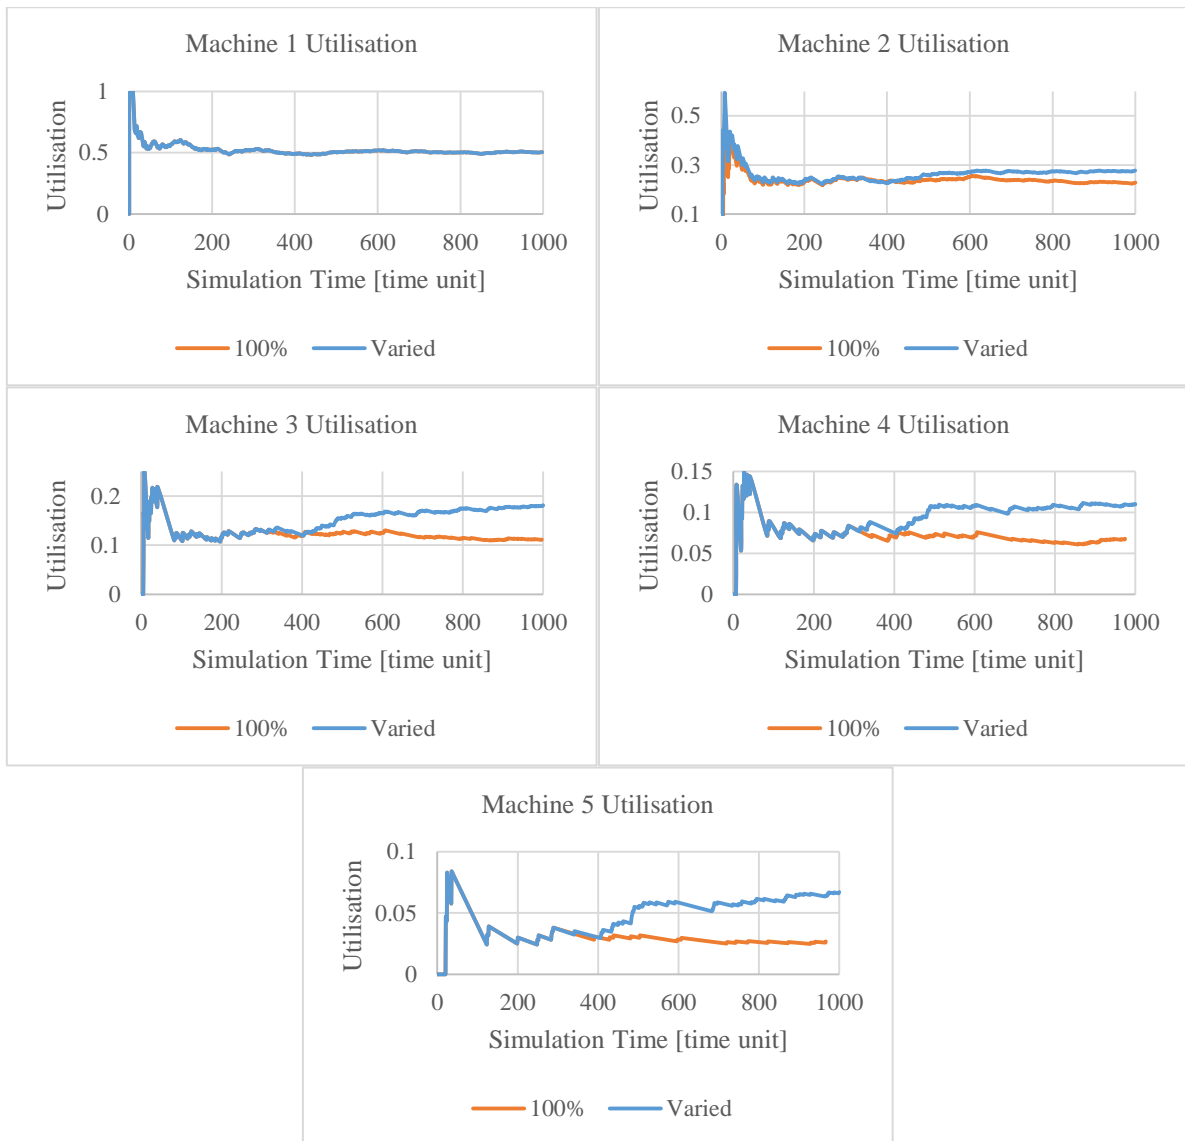 Machine 1 Utilisation
1
0.5
0
Utilisation
0 200 400 600 800 1000
Simulation Time [time unit]
100% Varied
Machine 2 Utilisation
0.5
0.3
0.1
Utilisation
0 200 400 600 800 1000
Simulation Time [time unit]
100% Varied
Machine 3 Utilisation
0.2
0.1
0
Utilisation
0 200 400 600 800 1000
Simulation Time [time unit]
100% Varied
Machine 4 Utilisation
0.15
0.1
0.05
0
Utilisation
0 200 400 600 800 1000
Simulation Time [time unit]
100% Varied
Machine 5 Utilisation
0.1
0.05
0
Utilisation
0 200 400 600 800 1000
Simulation Time [time unit]
100% Varied